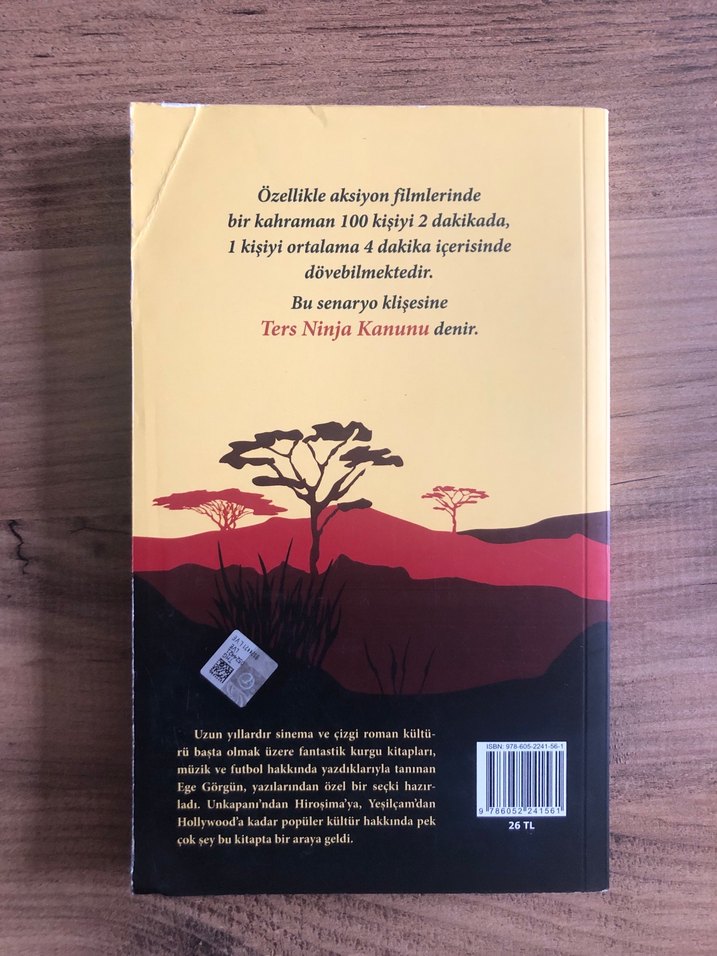 Özellikle aksiyon filmlerinde
bir kahraman 100 kişiyi 2 dakikada,
1 kişiyi ortalama 4 dakika içerisinde
dövebilmektedir.
Bu senaryo klişesine
Ters Ninja Kanunu denir.
Uzun yıllardır sinema ve çizgi roman kültü-
rü başta olmak üzere fantastik kurgu kitapları,
müzik ve futbol hakkında yazdıklarıyla tanınan
Ege Görgün, yazılarından özel bir seçki hazır-
ladı. Unkapanı'ndan Hiroşima'ya, Yeşilçam'dan
Hollywood'a kadar popüler kültür hakkında pek
çok şey bu kitapta bir araya geldi.
ISBN: 978-605-2241-56-1
9 786052 241561
26 TL